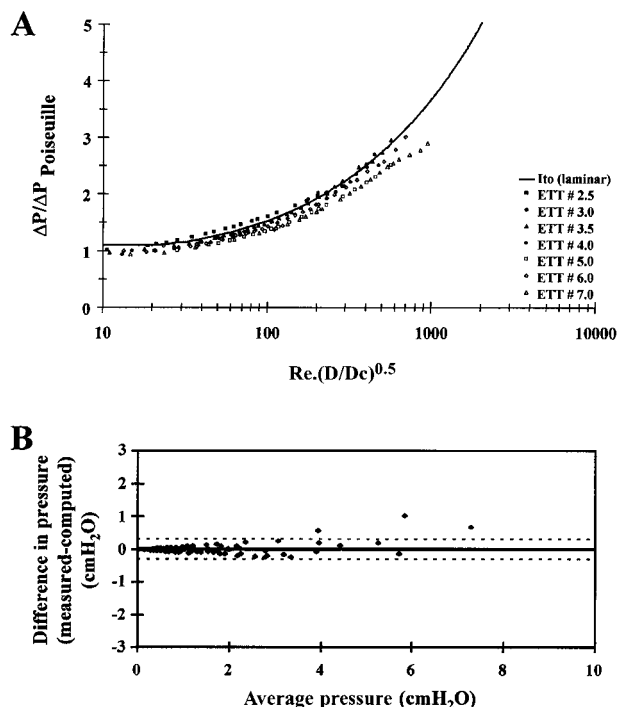 A
5
4
3
2
1
0
ΔP/ΔP Poiseuille
10
100
1000
10000
Re.(D/Dc)0.5
Ito (laminar)
ETT # 2.5
ETT # 3.0
ETT # 3.5
ETT # 4.0
ETT # 5.0
ETT # 6.0
ETT # 7.0
B
3
2
1
0
-1
-2
-3
Difference in pressure
(measured-computed)
(cmH2O)
0
2
4
6
8
10
Average pressure (cmH2O)